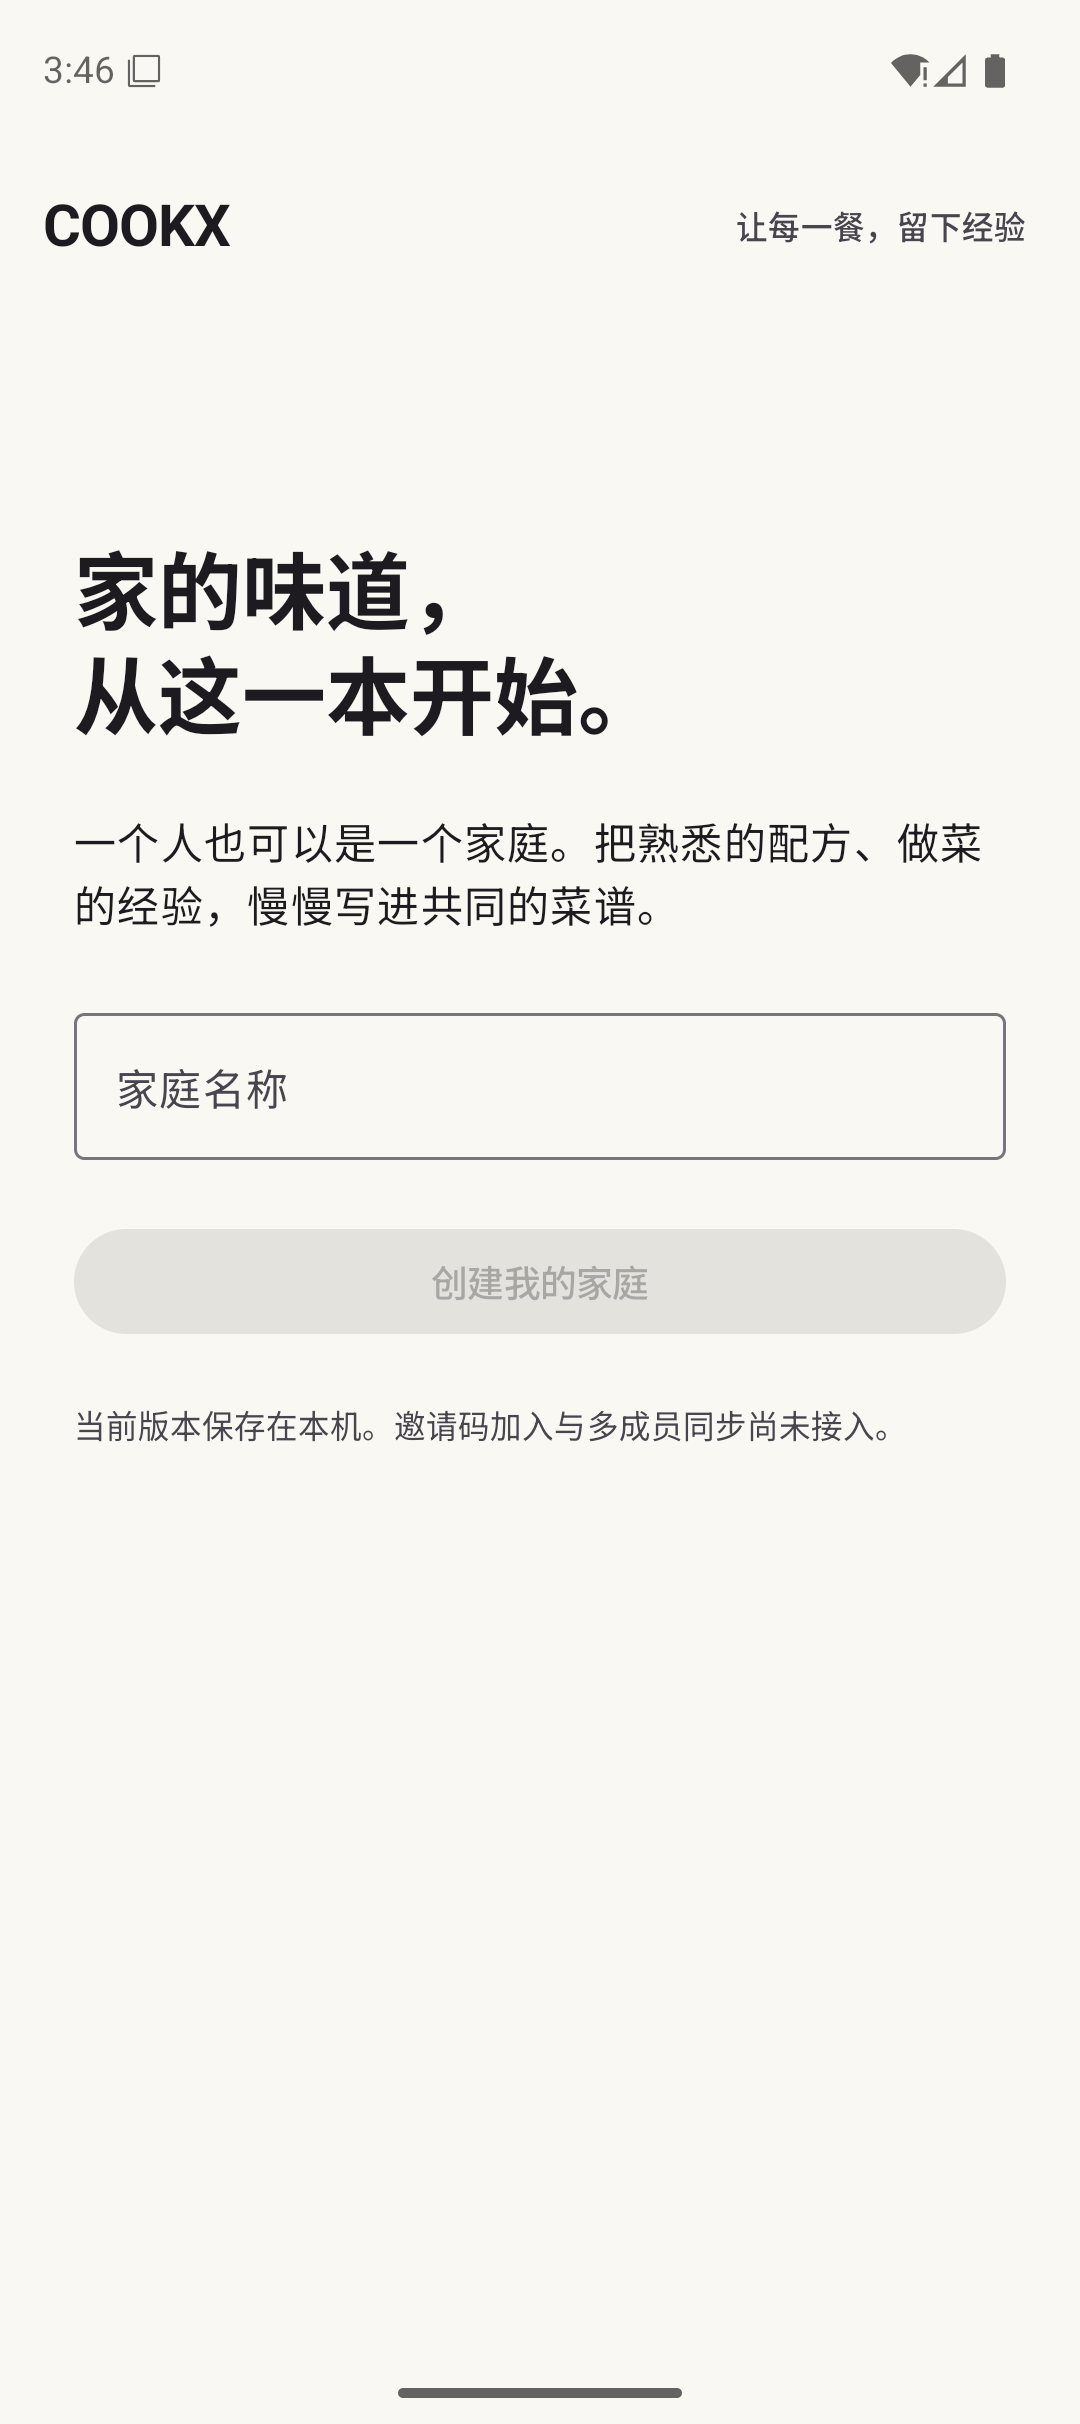 3:46
COOKX
让每一餐，留下经验
家的味道，
从这一本开始。
一个人也可以是一个家庭。把熟悉的配方、做菜
的经验，慢慢写进共同的菜谱。
家庭名称
创建我的家庭
当前版本保存在本机。邀请码加入与多成员同步尚未接入。